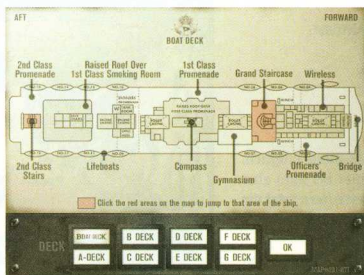 AFT
FORWARD
BOAT DECK
2nd Class
Promenade
Raised Roof Over
1st Class Smoking Room
1st Class
Promenade
Grand Staircase
Wireless
2nd Class
Stairs
Lifeboats
Compass
Gymnasium
Officers'
Promenade
Bridge
Click the red areas on the map to jump to that area of the ship.
DECK
BOAT DECK
B DECK
D DECK
F DECK
A-DECK
C DECK
E DECK
G DECK
OK